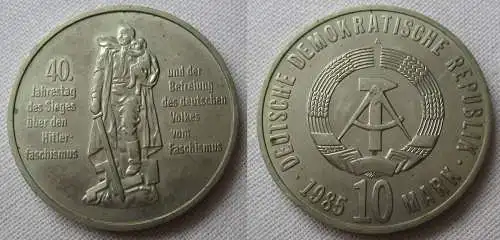 40.
Jahrestag
des Sieges
über den
Hitler-
faschismus
und der
Befreiung
des deutschen
Volkes
vom
Faschismus
DEUTSCHE DEMOKRATISCHE REPUBLIK
1985 10 MARK